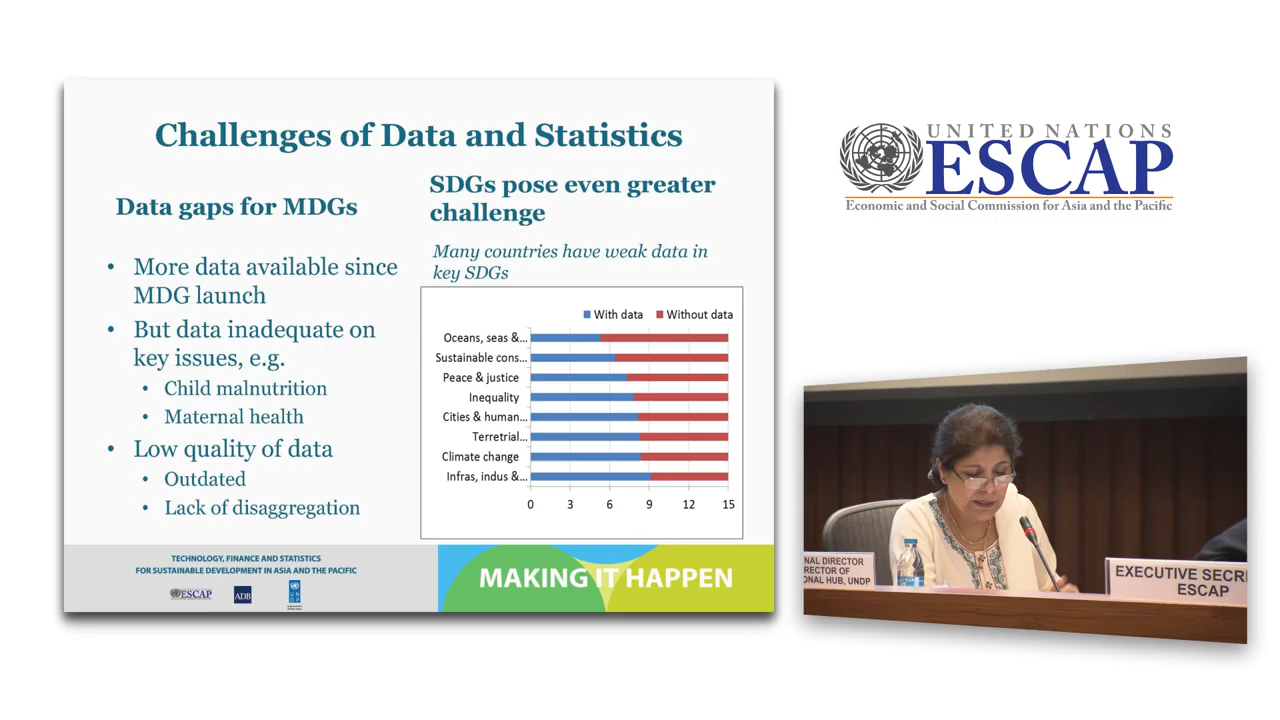 Challenges of Data and Statistics
Data gaps for MDGs
• More data available since
MDG launch
• But data inadequate on
key issues, e.g.
• Child malnutrition
• Maternal health
• Low quality of data
• Outdated
• Lack of disaggregation
SDGs pose even greater
challenge
Many countries have weak data in
key SDGs
With data Without data
Oceans, seas &...
Sustainable cons...
Peace & justice
Inequality
Cities & human...
Terretrial...
Climate change
Infras, indus &...
0 3 6 9 12 15
TECHNOLOGY, FINANCE AND STATISTICS
FOR SUSTAINABLE DEVELOPMENT IN ASIA AND THE PACIFIC
ESCAP
ADB
UNDP
MAKING IT HAPPEN
UNITED NATIONS
ESCAP
Economic and Social Commission for Asia and the Pacific
NAL DIRECTOR
RECTOR OF
ONAL HUB, UNDP
EXECUTIVE SECRE
ESCAP